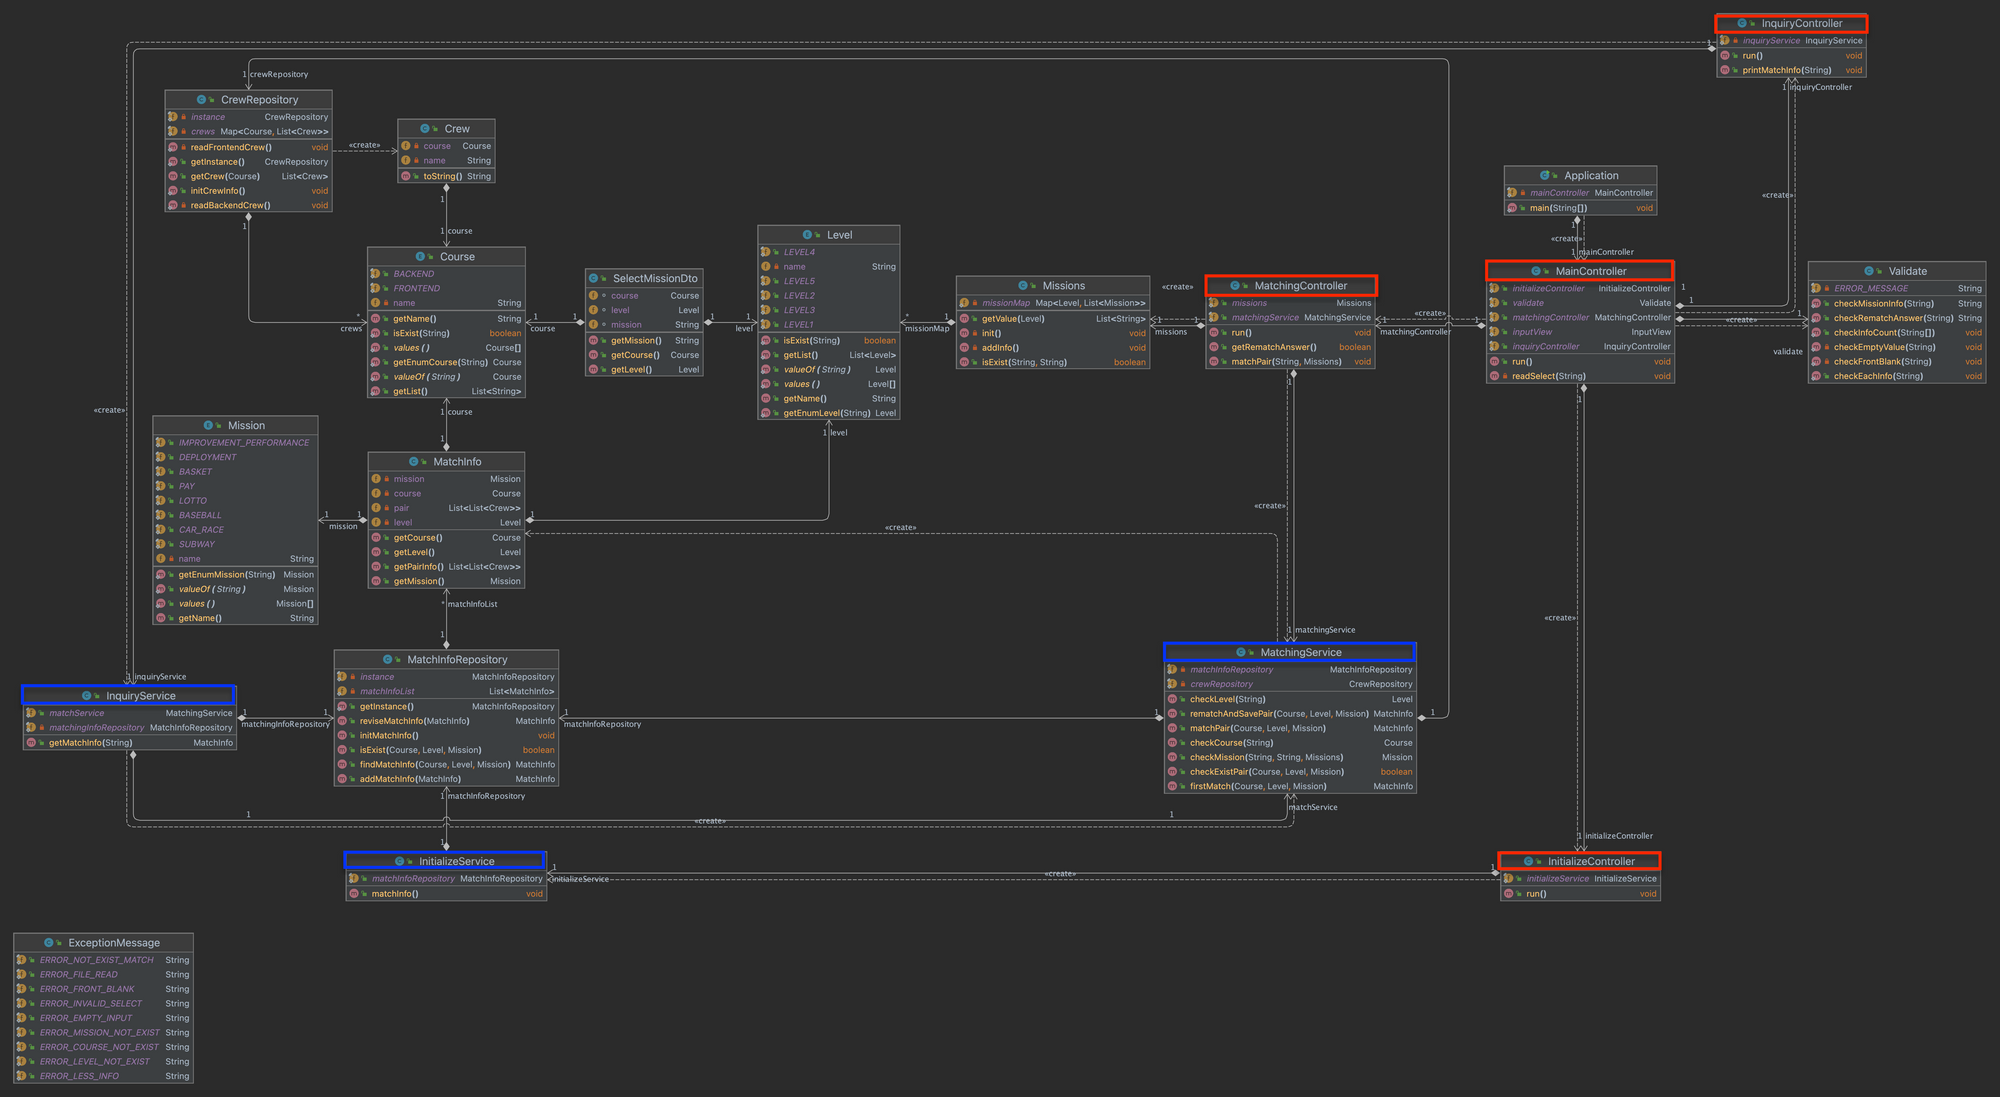 InquiryController
inquiryService InquiryService
run() void
printMatchInfo(String) void
1
1
1 inquiryController
1 crewRepository
CrewRepository
instance CrewRepository
crews Map<Course, List<Crew>>
readFrontendCrew() void
getInstance() CrewRepository
getCrew(Course) List<Crew>
initCrewInfo() void
readBackendCrew() void
«create»
Crew
course Course
name String
toString() String
1
1 course
1
*
crews
Application
mainController MainController
main(String[]) void
1
«create»
1 mainController
«create»
Course
BACKEND
FRONTEND
name String
getName() String
isExist(String) boolean
values () Course[]
getEnumCourse(String) Course
valueOf (String) Course
getList() List<String>
1
1
course
SelectMissionDto
course Course
level Level
mission String
getMission() String
getCourse() Course
getLevel() Level
1
1
level
Level
LEVEL4
name String
LEVEL5
LEVEL2
LEVEL3
LEVEL1
isExist(String) boolean
getList() List<Level>
valueOf (String) Level
values () Level[]
getName() String
getEnumLevel(String) Level
*
1
missionMap
Missions
missionMap Map<Level, List<Mission>>
getValue(Level) List<String>
init() void
addInfo() void
isExist(String, String) boolean
«create»
1
1
missions
MatchingController
missions Missions
matchingService MatchingService
run() void
getRematchAnswer() boolean
matchPair(String, Missions) void
«create»
1
1
matchingController
MainController
initializeController InitializeController
validate Validate
matchingController MatchingController
inputView InputView
inquiryController InquiryController
run() void
readSelect(String) void
1
1
1
«create»
1
validate
Validate
ERROR_MESSAGE String
checkMissionInfo(String) String
checkRematchAnswer(String) String
checkInfoCount(String[]) void
checkEmptyValue(String) void
checkFrontBlank(String) void
checkEachInfo(String) void
«create»
1 course
1
1 level
Mission
IMPROVEMENT_PERFORMANCE
DEPLOYMENT
BASKET
PAY
LOTTO
BASEBALL
CAR_RACE
SUBWAY
name String
getEnumMission(String) Mission
valueOf (String) Mission
values () Mission[]
getName() String
1
1
mission
MatchInfo
mission Mission
course Course
pair List<List<Crew>>
level Level
getCourse() Course
getLevel() Level
getPairInfo() List<List<Crew>>
getMission() Mission
1
«create»
1
«create»
1
«create»
* matchInfoList
1
1 matchingService
MatchInfoRepository
instance MatchInfoRepository
matchInfoList List<MatchInfo>
getInstance() MatchInfoRepository
reviseMatchInfo(MatchInfo) MatchInfo
initMatchInfo() void
isExist(Course, Level, Mission) boolean
findMatchInfo(Course, Level, Mission) MatchInfo
addMatchInfo(MatchInfo) MatchInfo
1
1
matchInfoRepository
MatchingService
matchInfoRepository MatchInfoRepository
crewRepository CrewRepository
checkLevel(String) Level
rematchAndSavePair(Course, Level, Mission) MatchInfo
matchPair(Course, Level, Mission) MatchInfo
checkCourse(String) Course
checkMission(String, String, Missions) Mission
checkExistPair(Course, Level, Mission) boolean
firstMatch(Course, Level, Mission) MatchInfo
1
1 inquiryService
InquiryService
matchService MatchingService
matchingInfoRepository MatchInfoRepository
getMatchInfo(String) MatchInfo
1
1
matchingInfoRepository
1
1
matchService
«create»
1 matchInfoRepository
1
InitializeService
matchInfoRepository MatchInfoRepository
matchInfo() void
1
initializeService
«create»
1
1 initializeController
InitializeController
initializeService InitializeService
run() void
ExceptionMessage
ERROR_NOT_EXIST_MATCH String
ERROR_FILE_READ String
ERROR_FRONT_BLANK String
ERROR_INVALID_SELECT String
ERROR_EMPTY_INPUT String
ERROR_MISSION_NOT_EXIST String
ERROR_COURSE_NOT_EXIST String
ERROR_LEVEL_NOT_EXIST String
ERROR_LESS_INFO String